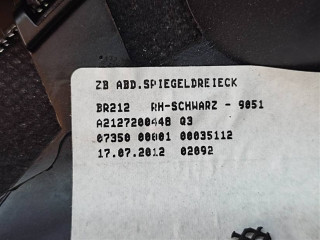 ZB ABD.SPIEGELDREIECK
BR212 RH-SCHWARZ - 9051
A2127200448 Q3
07350 00001 00035112
17.07.2012 02092